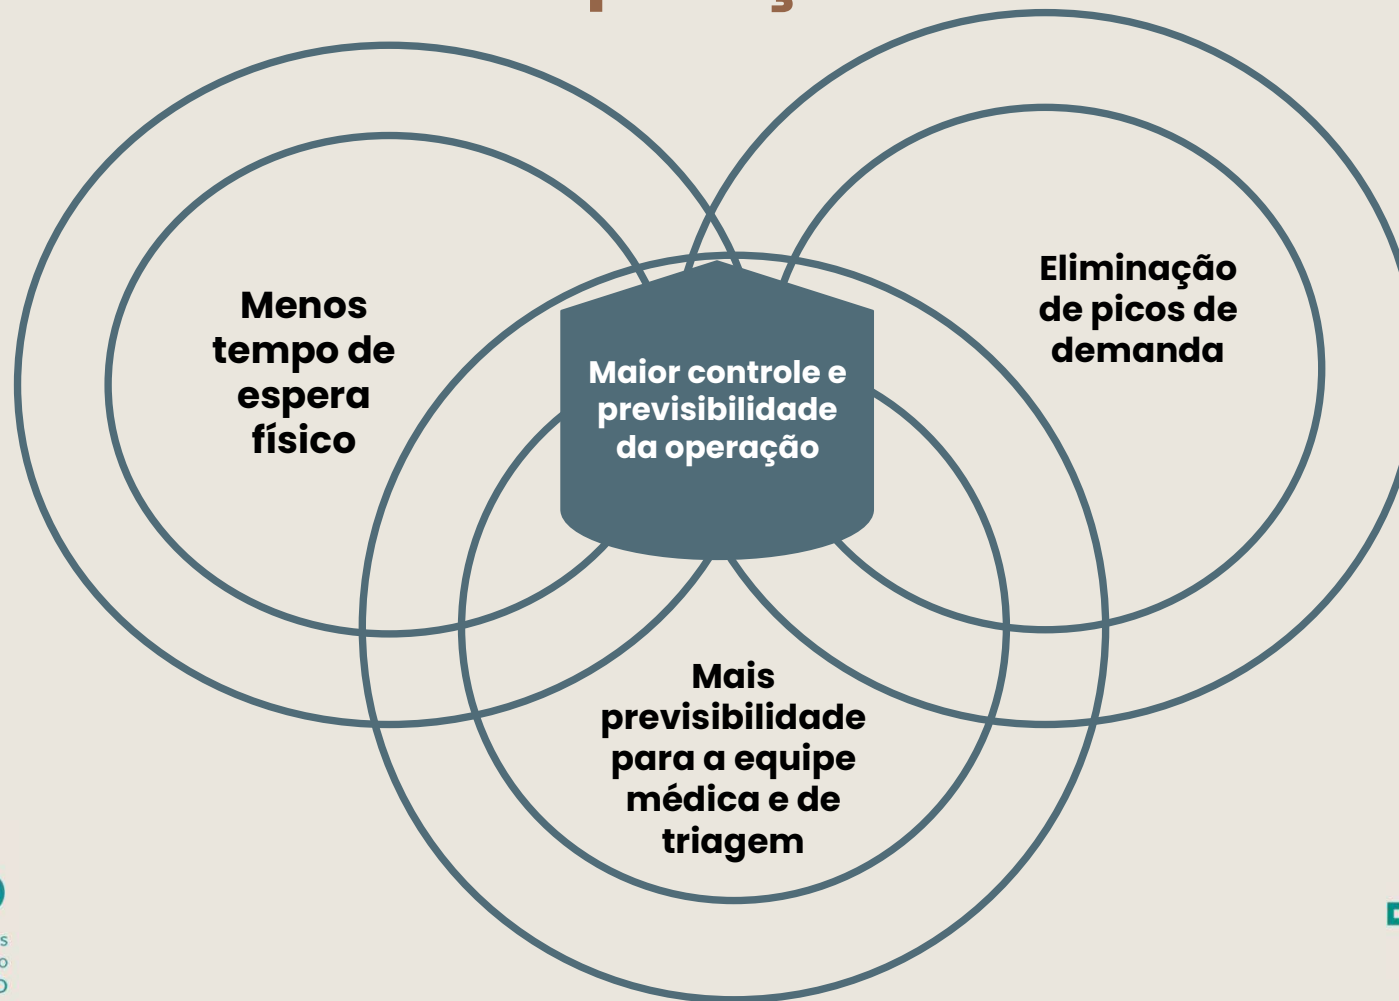 Menos
tempo de
espera
físico
Maior controle e
previsibilidade
da operação
Eliminação
de picos de
demanda
Mais
previsibilidade
para a equipe
médica e de
triagem